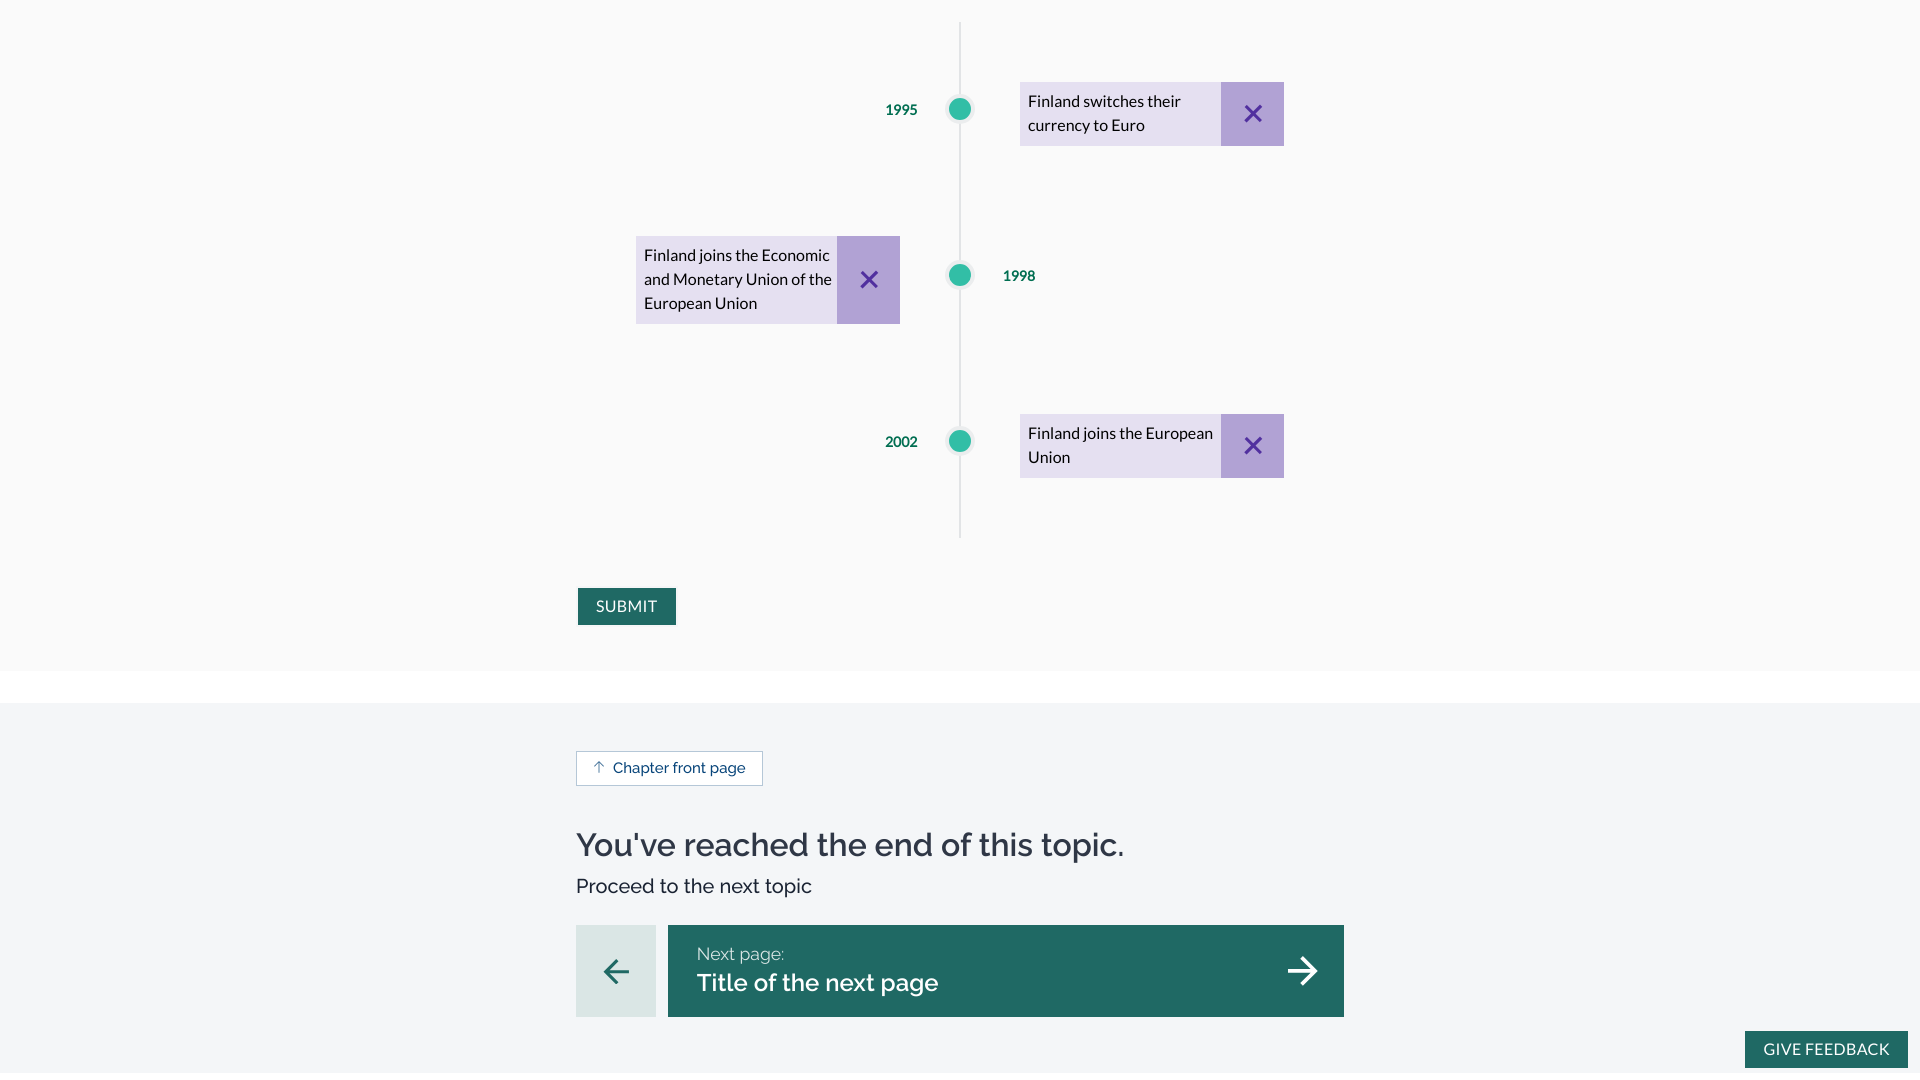 1995
Finland switches their
currency to Euro
Finland joins the Economic
and Monetary Union of the
European Union
1998
2002
Finland joins the European
Union
SUBMIT
Chapter front page
You've reached the end of this topic.
Proceed to the next topic
Next page:
Title of the next page
GIVE FEEDBACK